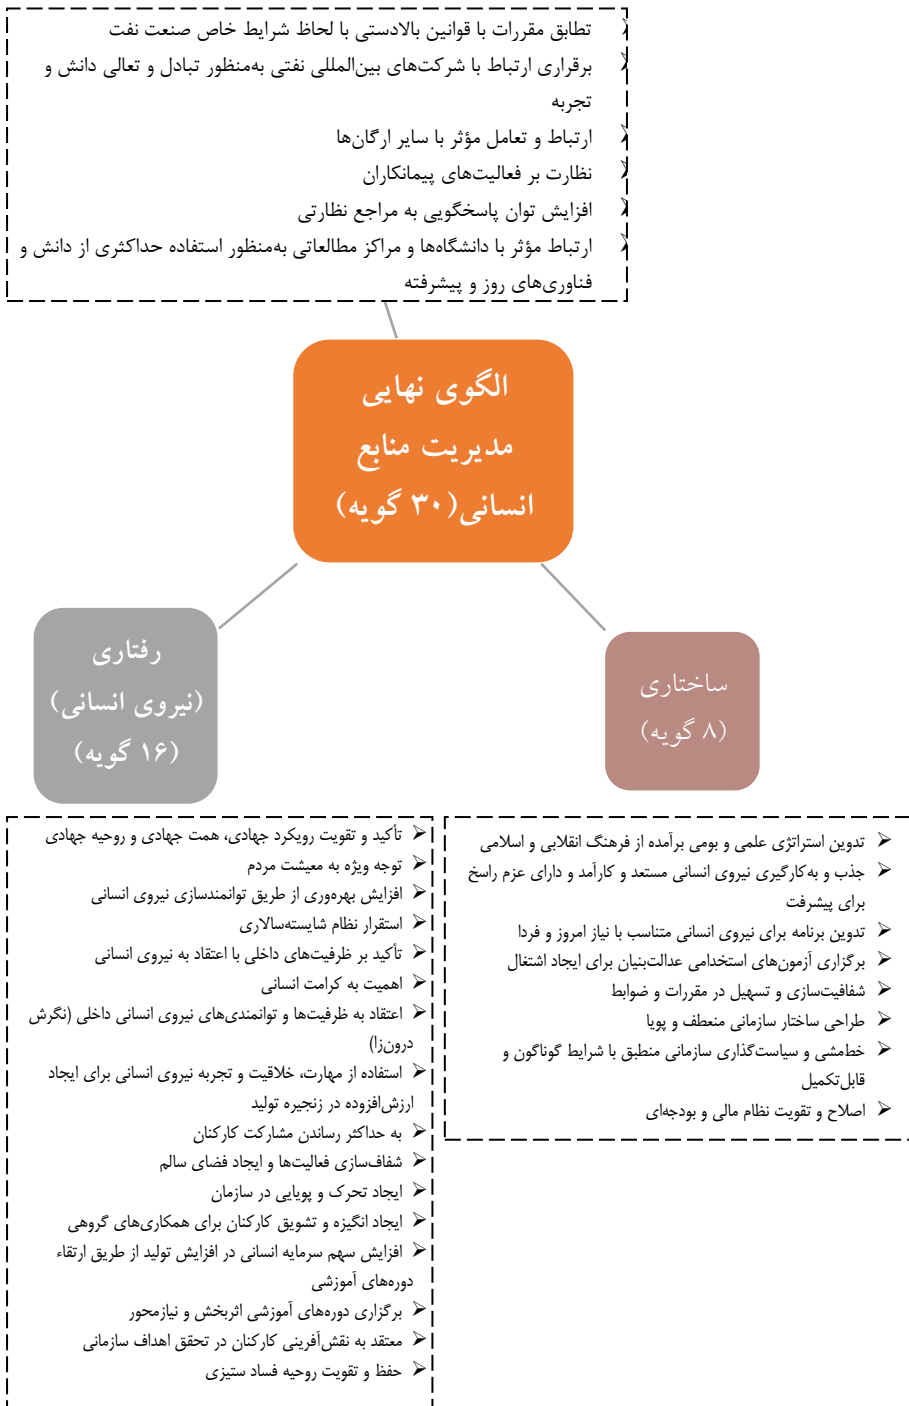 تطابق مقررات با قوانین بالادستی با لحاظ شرایط خاص صنعت نفت
برقراری ارتباط با شرکت‌های بین‌المللی نفتی به‌منظور تبادل و تعالی دانش و
تجربه
ارتباط و تعامل مؤثر با سایر ارگان‌ها
نظارت بر فعالیت‌های پیمانکاران
افزایش توان پاسخگویی به مراجع نظارتی
ارتباط مؤثر با دانشگاه‌ها و مراکز مطالعاتی به‌منظور استفاده حداکثری از دانش و
فناوری‌های روز و پیشرفته
الگوی نهایی
مدیریت منابع
انسانی(۳۰ گویه)
ساختاری
(۸ گویه)
رفتاری
(نیروی انسانی)
(۱۶ گویه)
تدوین استراتژی علمی و بومی برآمده از فرهنگ انقلابی و اسلامی
جذب و به‌کارگیری نیروی انسانی مستعد و کارآمد و دارای عزم راسخ
برای پیشرفت
تدوین برنامه برای نیروی انسانی متناسب با نیاز امروز و فردا
برگزاری آزمون‌های استخدامی عدالت‌بنیان برای ایجاد اشتغال
شفافیت‌سازی و تسهیل در مقررات و ضوابط
طراحی ساختار سازمانی منعطف و پویا
خط‌مشی و سیاست‌گذاری سازمانی منطبق با شرایط گوناگون و
قابل‌تکمیل
اصلاح و تقویت نظام مالی و بودجه‌ای
تأکید و تقویت رویکرد جهادی، همت جهادی و روحیه جهادی
توجه ویژه به معیشت مردم
افزایش بهره‌وری از طریق توانمندسازی نیروی انسانی
استقرار نظام شایسته‌سالاری
تأکید بر ظرفیت‌های داخلی با اعتقاد به نیروی انسانی
اهمیت به کرامت انسانی
اعتقاد به ظرفیت‌ها و توانمندی‌های نیروی انسانی داخلی (نگرش
درون‌زا)
استفاده از مهارت، خلاقیت و تجربه نیروی انسانی برای ایجاد
ارزش‌افزوده در زنجیره تولید
به حداکثر رساندن مشارکت کارکنان
شفاف‌سازی فعالیت‌ها و ایجاد فضای سالم
ایجاد تحرک و پویایی در سازمان
ایجاد انگیزه و تشویق کارکنان برای همکاری‌های گروهی
افزایش سهم سرمایه انسانی در افزایش تولید از طریق ارتقاء
دوره‌های آموزشی
برگزاری دوره‌های آموزشی اثربخش و نیازمحور
معتقد به نقش‌آفرینی کارکنان در تحقق اهداف سازمانی
حفظ و تقویت روحیه فساد ستیزی